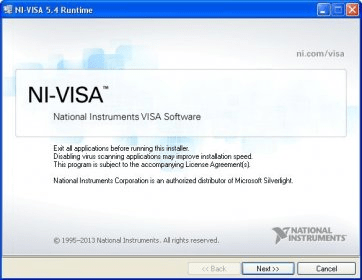 NI-VISA 5.4 Runtime
ni.com/visa
NI-VISA™
National Instruments VISA Software
Exit all applications before running this installer.
Disabling virus scanning applications may improve installation speed.
This program is subject to the accompanying License Agreement(s).
National Instruments Corporation is an authorized distributor of Microsoft Silverlight.
© 1995–2013 National Instruments. All rights reserved.
NATIONAL
INSTRUMENTS™
<< Back
Next >>
Cancel